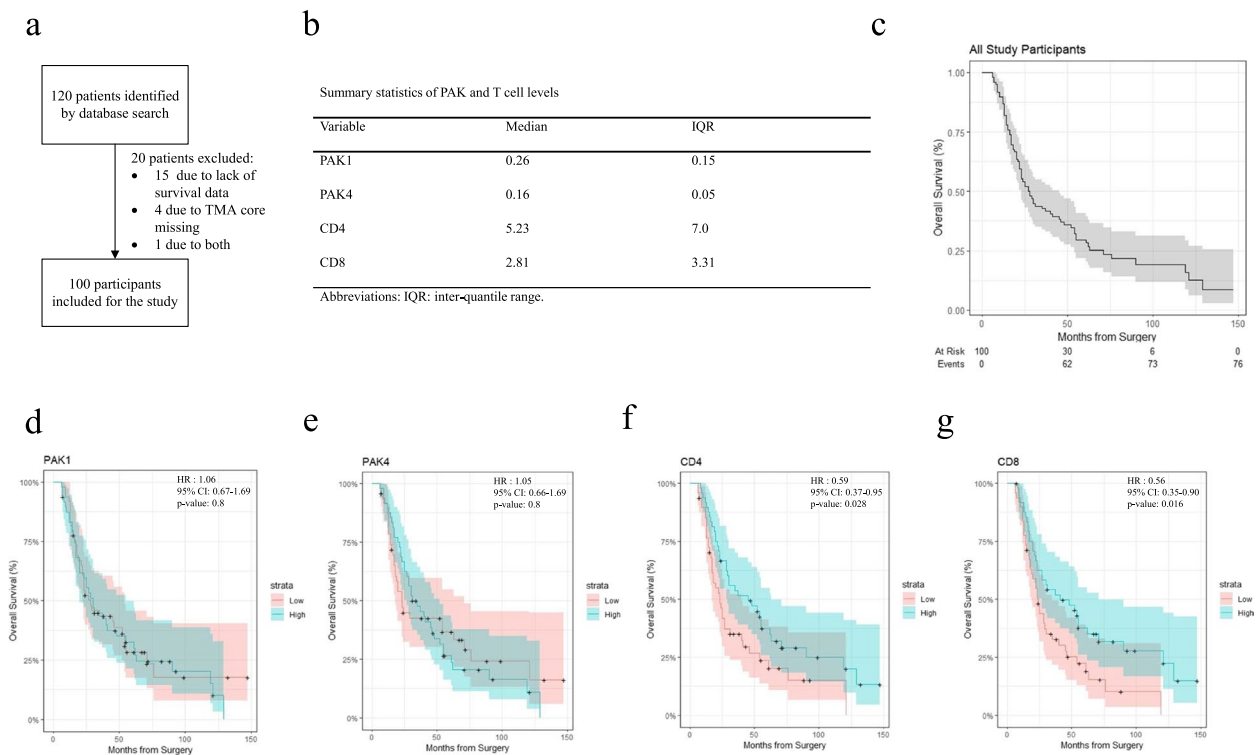 a
120 patients identified
by database search
20 patients excluded:
• 15 due to lack of
survival data
• 4 due to TMA core
missing
• 1 due to both
100 participants
included for the study
b
Summary statistics of PAK and T cell levels
Variable Median IQR
PAK1 0.26 0.15
PAK4 0.16 0.05
CD4 5.23 7.0
CD8 2.81 3.31
Abbreviations: IQR: inter-quantile range.
c
All Study Participants
Overall Survival (%)
1.00
0.75
0.50
0.25
0.00
0 50 100 150
Months from Surgery
At Risk 100 30 6 0
Events 0 62 73 76
d
PAK1
HR : 1.06
95% CI: 0.67-1.69
p-value: 0.8
Overall Survival (%)
100%
75%
50%
25%
0%
0 50 100 150
Months from Surgery
strata
Low
High
e
PAK4
HR : 1.05
95% CI: 0.66-1.69
p-value: 0.8
Overall Survival (%)
100%
75%
50%
25%
0%
0 50 100 150
Months from Surgery
strata
Low
High
f
CD4
HR : 0.59
95% CI: 0.37-0.95
p-value: 0.028
Overall Survival (%)
100%
75%
50%
25%
0%
0 50 100 150
Months from Surgery
strata
Low
High
g
CD8
HR : 0.56
95% CI: 0.35-0.90
p-value: 0.016
Overall Survival (%)
100%
75%
50%
25%
0%
0 50 100 150
Months from Surgery
strata
Low
High